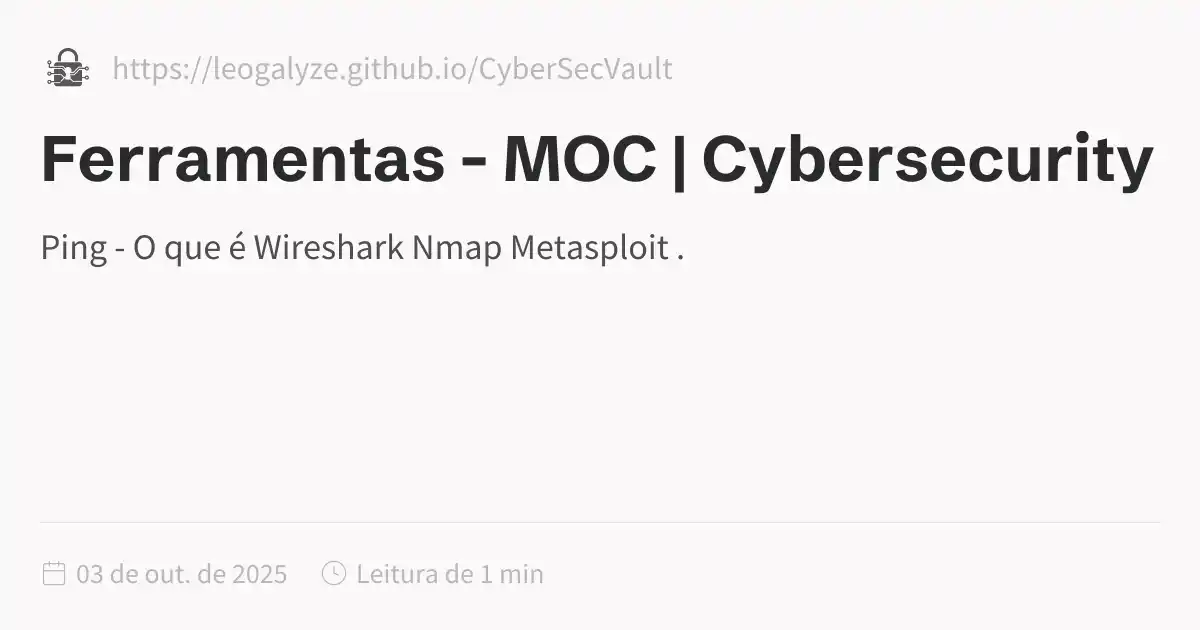 https://leogalyze.github.io/CyberSecVault
Ferramentas - MOC | Cybersecurity
Ping - O que é Wireshark Nmap Metasploit .
03 de out. de 2025 Leitura de 1 min